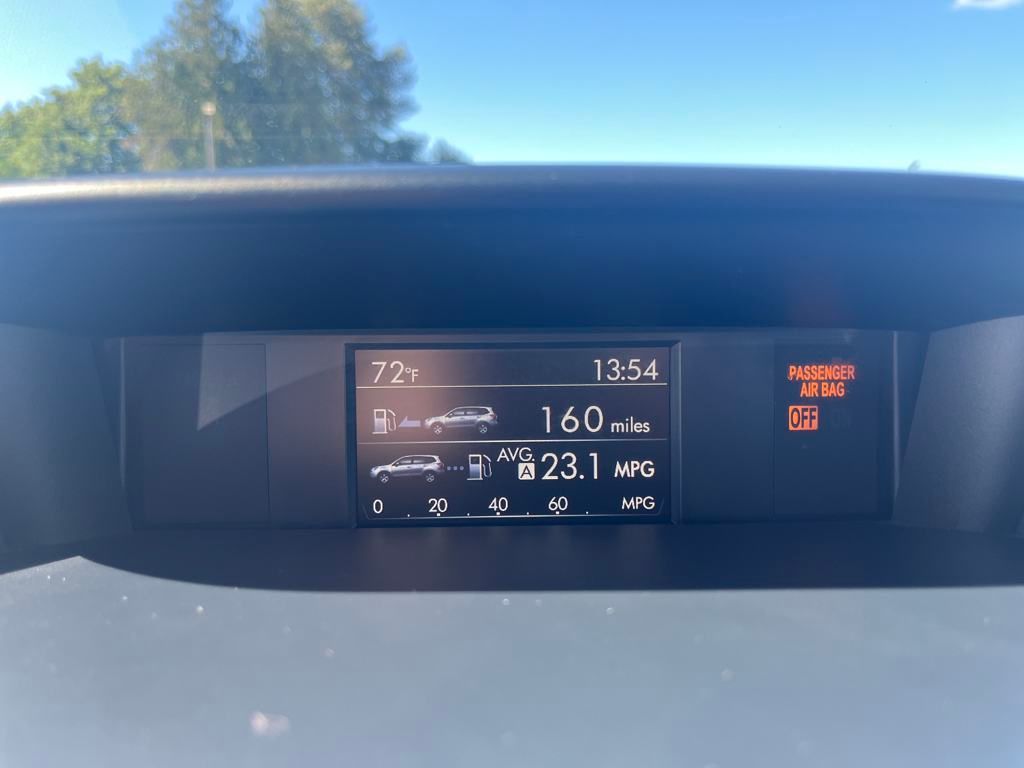 72°F 13:54
160 miles
AVG.
A 23.1 MPG
0 . 20 . 40 . 60 . MPG
PASSENGER
AIR BAG
OFF